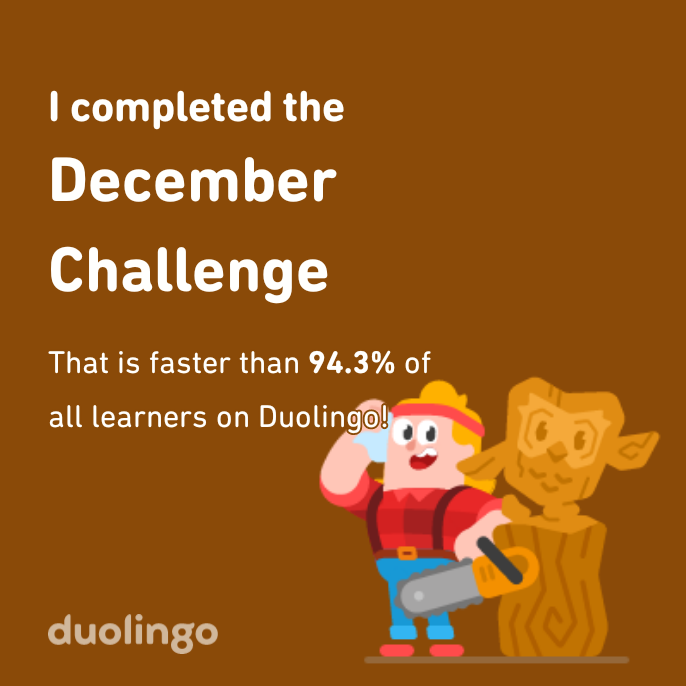 I completed the
December
Challenge
That is faster than 94.3% of
all learners on Duolingo!
duolingo